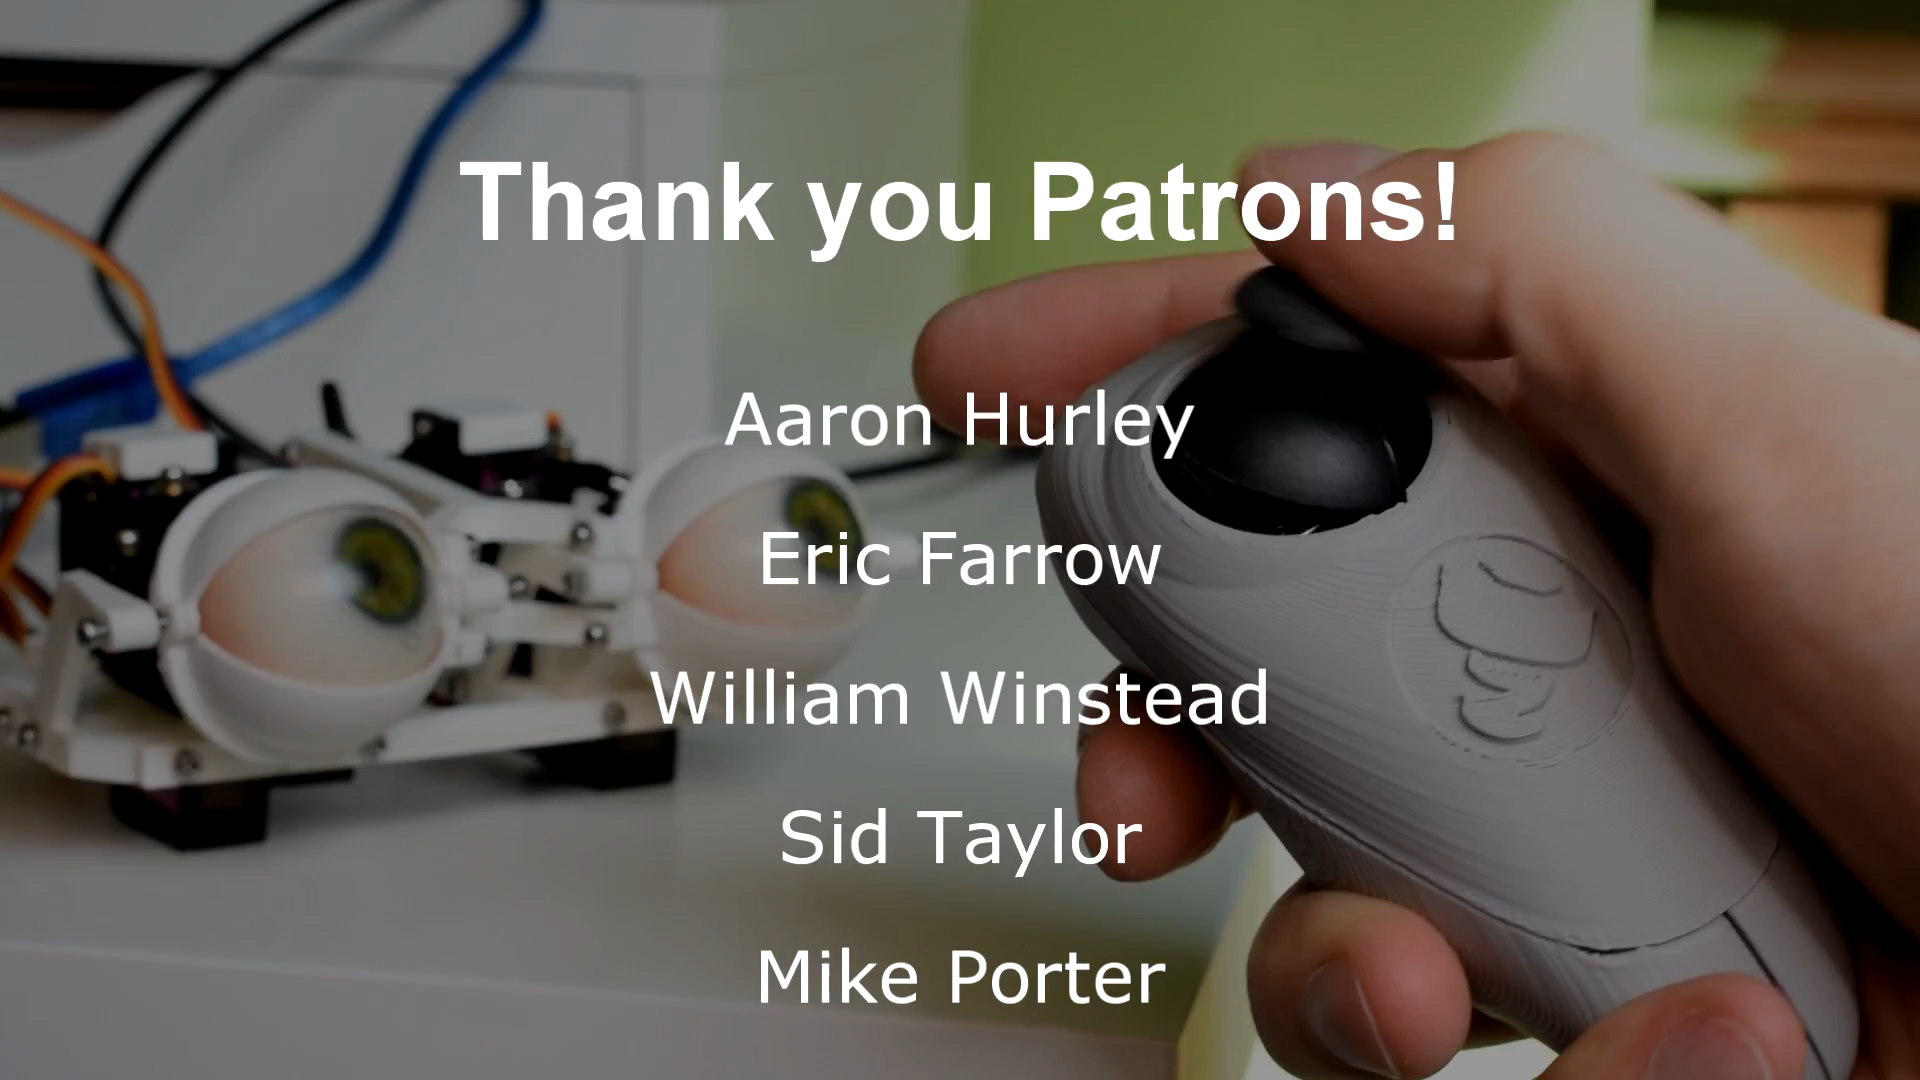 Thank you Patrons!
Aaron Hurley
Eric Farrow
William Winstead
Sid Taylor
Mike Porter